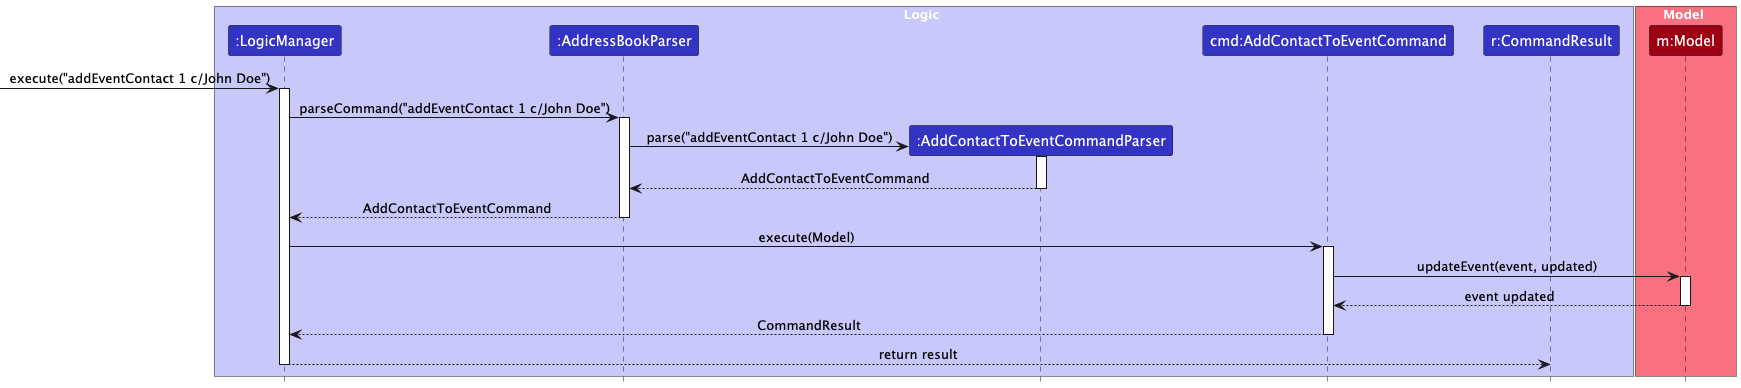 Logic
Model
:LogicManager
:AddressBookParser
cmd:AddContactToEventCommand
r:CommandResult
m:Model
execute("addEventContact 1 c/John Doe")
parseCommand("addEventContact 1 c/John Doe")
parse("addEventContact 1 c/John Doe")
:AddContactToEventCommandParser
AddContactToEventCommand
AddContactToEventCommand
execute(Model)
updateEvent(event, updated)
event updated
CommandResult
return result